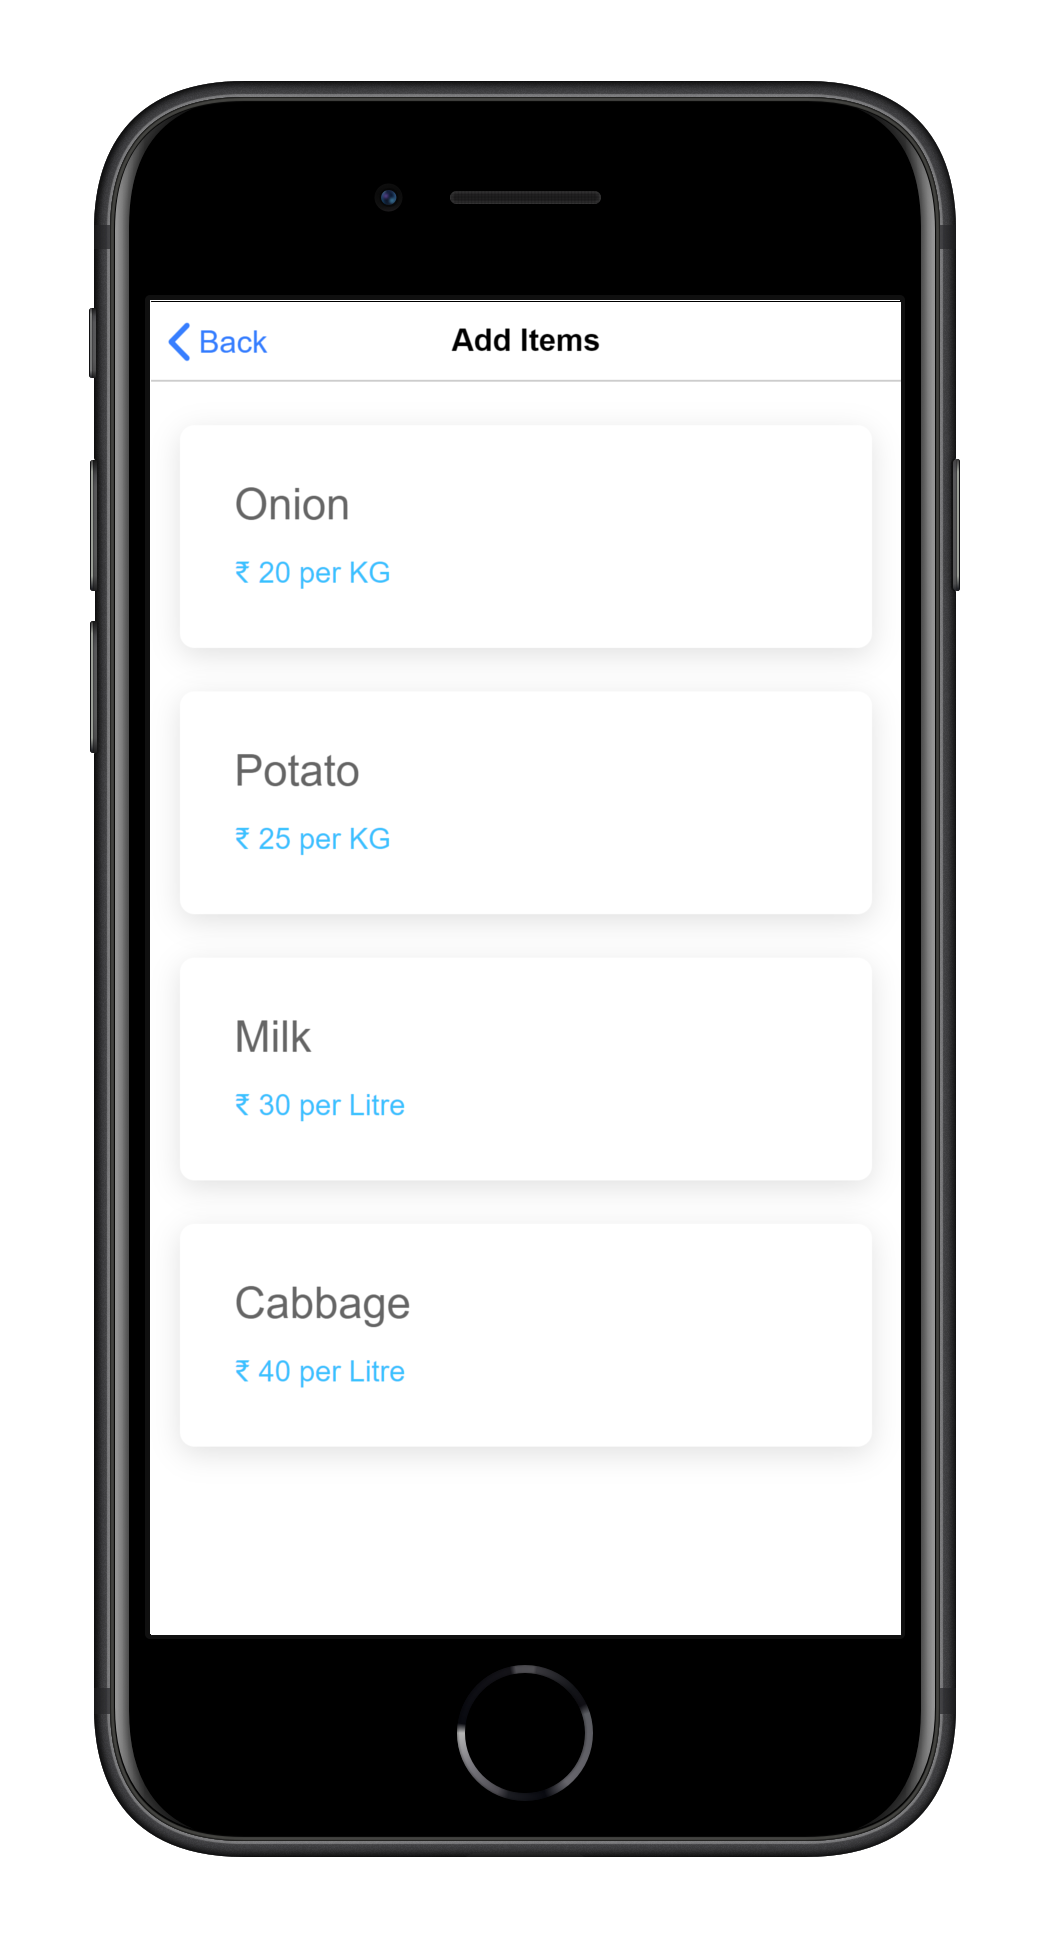 Back
Add Items
Onion
₹ 20 per KG
Potato
₹ 25 per KG
Milk
₹ 30 per Litre
Cabbage
₹ 40 per Litre